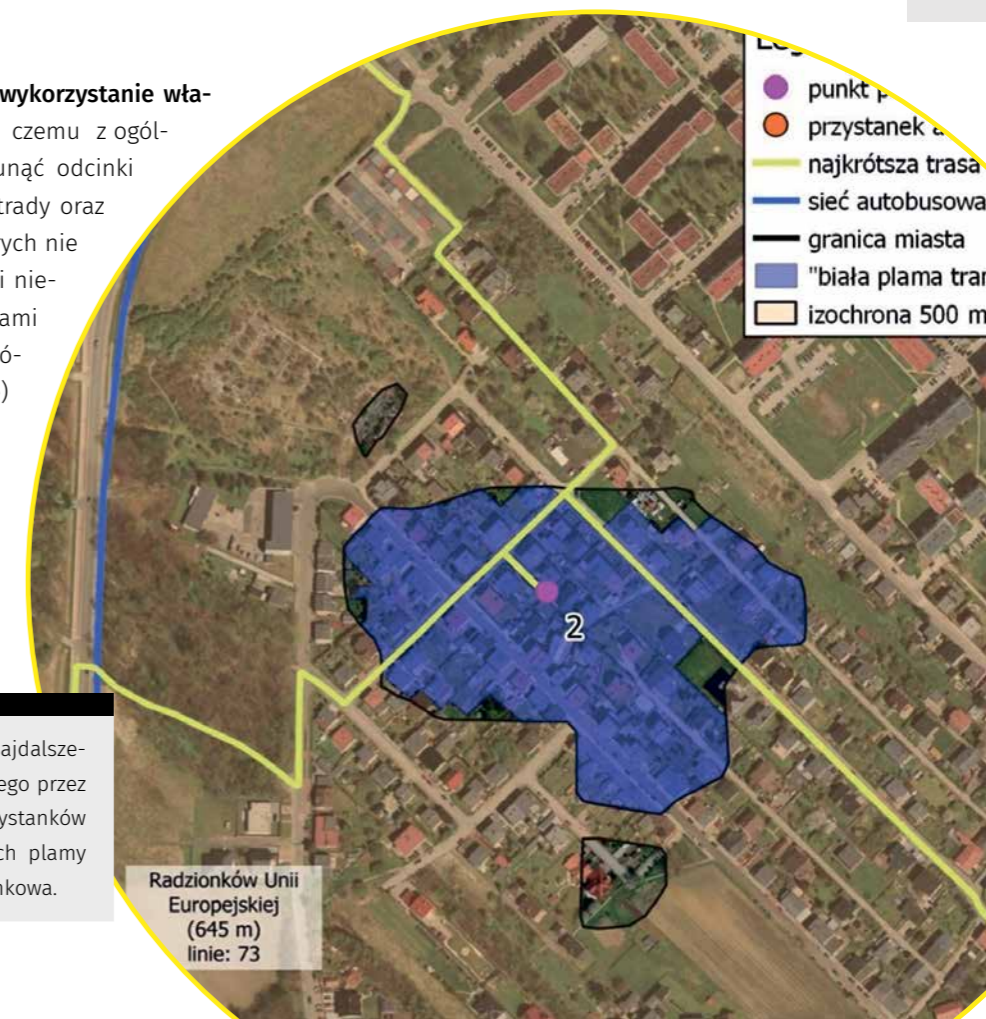 wykorzystanie wła-
czemu z ogól-
unąć odcinki
trady oraz
ych nie
i nie-
ami
ó-
)
punkt p
przystanek a
najkrótsza trasa
sieć autobusowa
granica miasta
"biała plama tran
izochrona 500 m
2
ajdalsze-
ego przez
ystanków
ch plamy
nkowa.
Radzionków Unii
Europejskiej
(645 m)
linie: 73